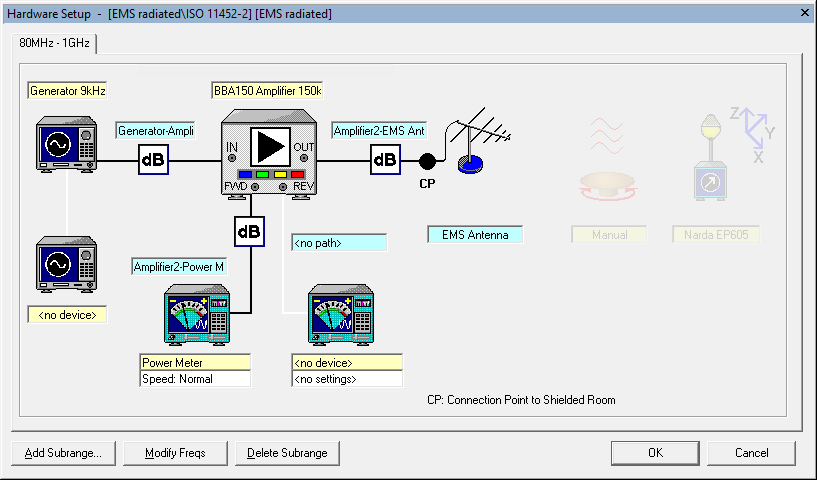 Hardware Setup - [EMS radiated\ISO 11452-2] [EMS radiated]
80MHz - 1GHz
Generator 9kHz
BBA150 Amplifier 150k
Generator-Ampli
Amplifier2-EMS Ant
IN
OUT
dB
dB
CP
FWD
REV
Z
Y
X
dB
<no path>
EMS Antenna
Manual
Narda EP605
Amplifier2-Power M
<no device>
Power Meter
Speed: Normal
<no device>
<no settings>
CP: Connection Point to Shielded Room
Add Subrange...
Modify Freqs
Delete Subrange
OK
Cancel